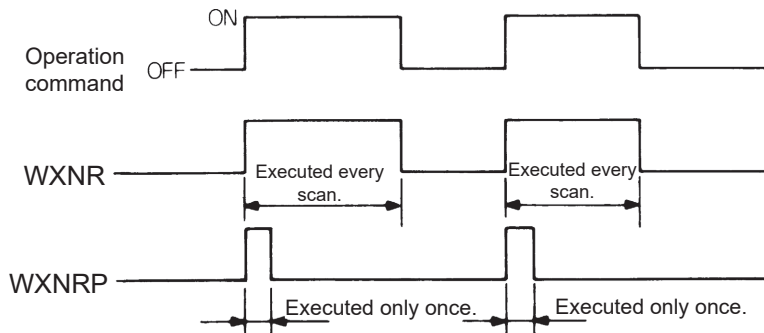 ON
Operation
command
OFF
WXNR
Executed every
scan.
Executed every
scan.
WXNRP
Executed only once.
Executed only once.